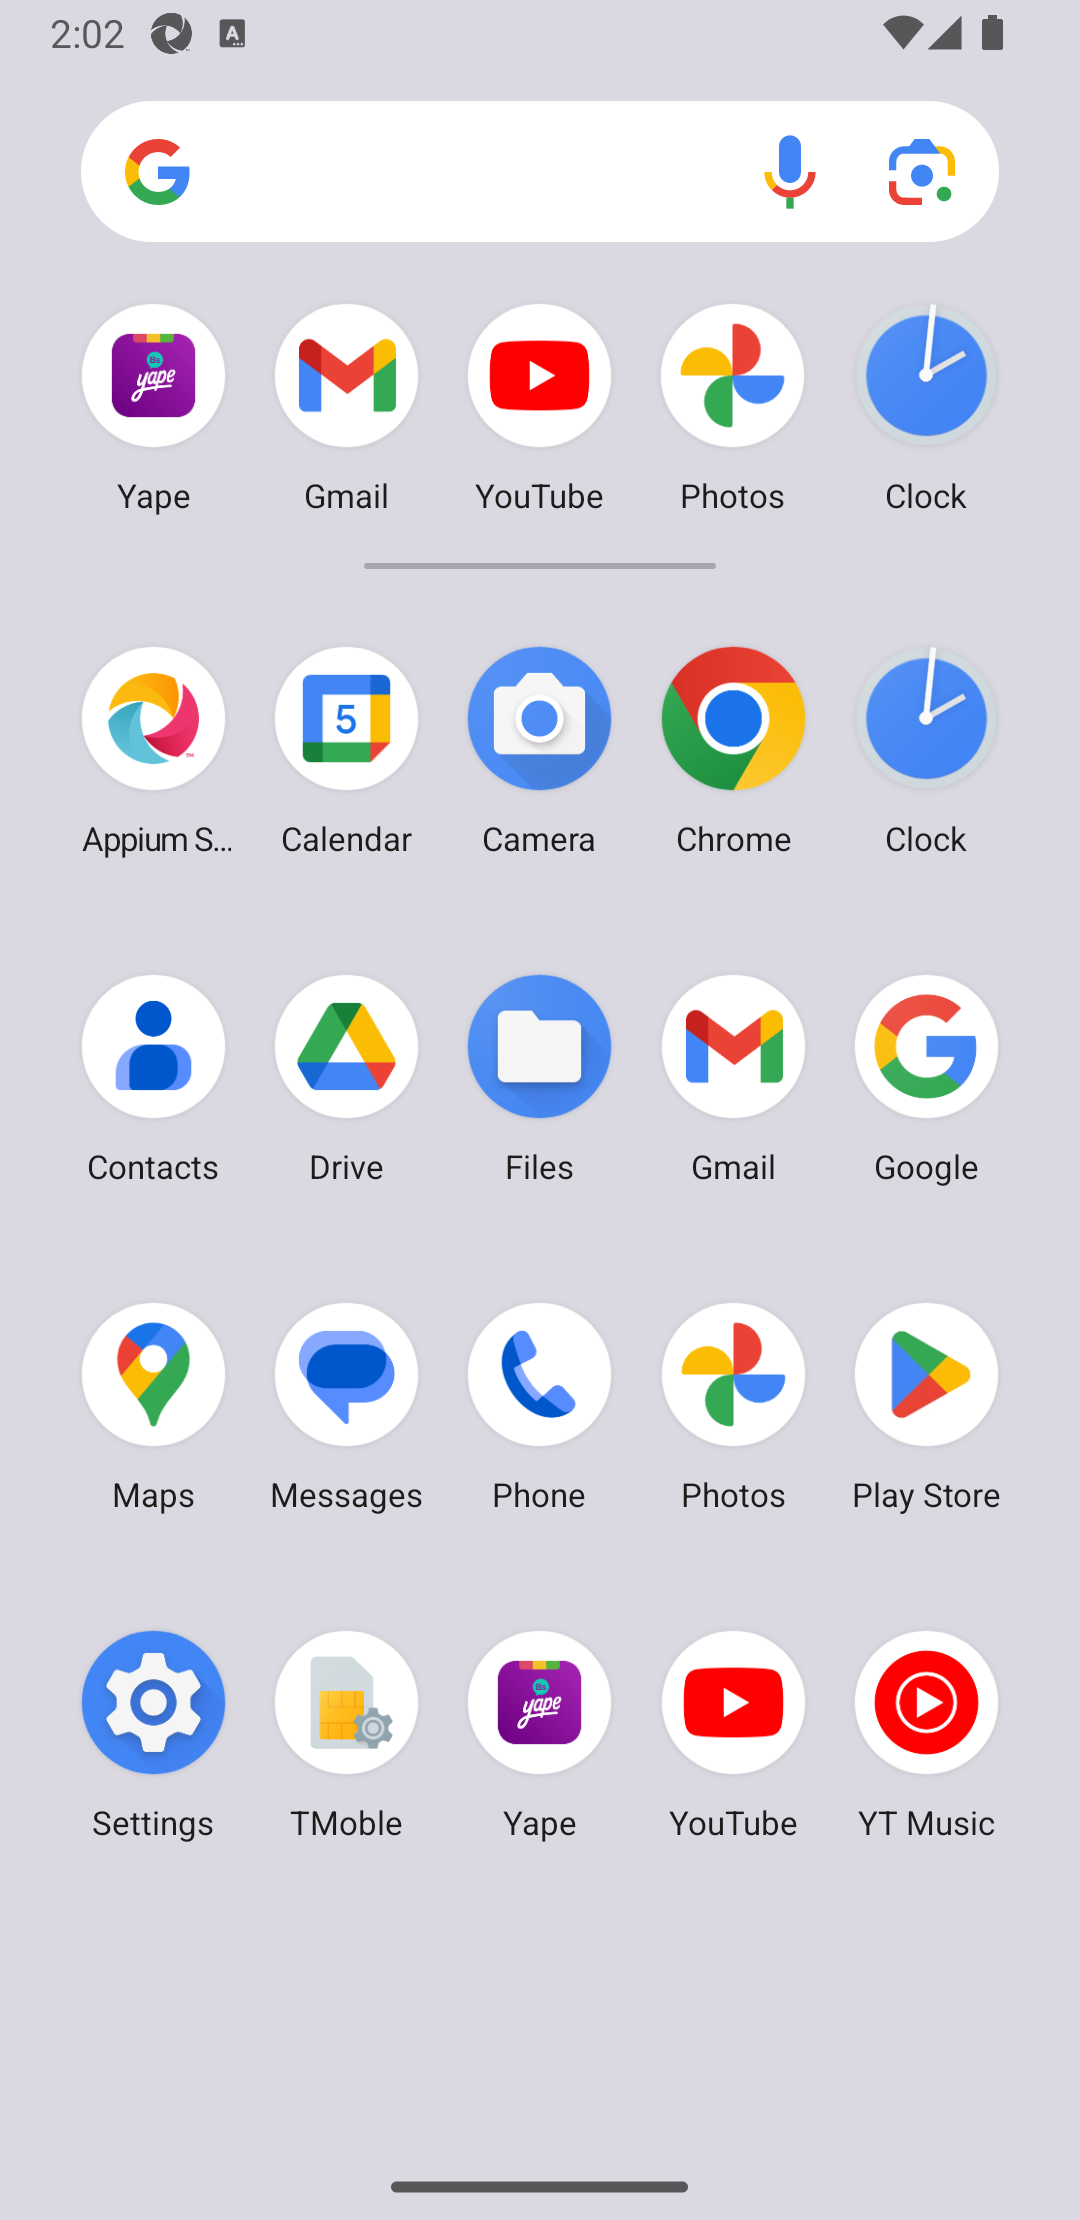 2:02
Yape Gmail YouTube Photos Clock
Appium S... Calendar Camera Chrome Clock
Contacts Drive Files Gmail Google
Maps Messages Phone Photos Play Store
Settings TMoble Yape YouTube YT Music